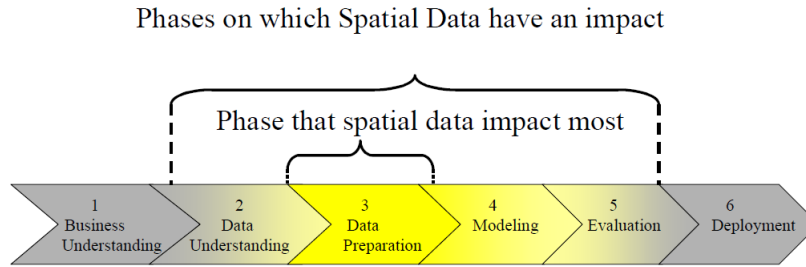 Phases on which Spatial Data have an impact
Phase that spatial data impact most
1
Business
Understanding
2
Data
Understanding
3
Data
Preparation
4
Modeling
5
Evaluation
6
Deployment